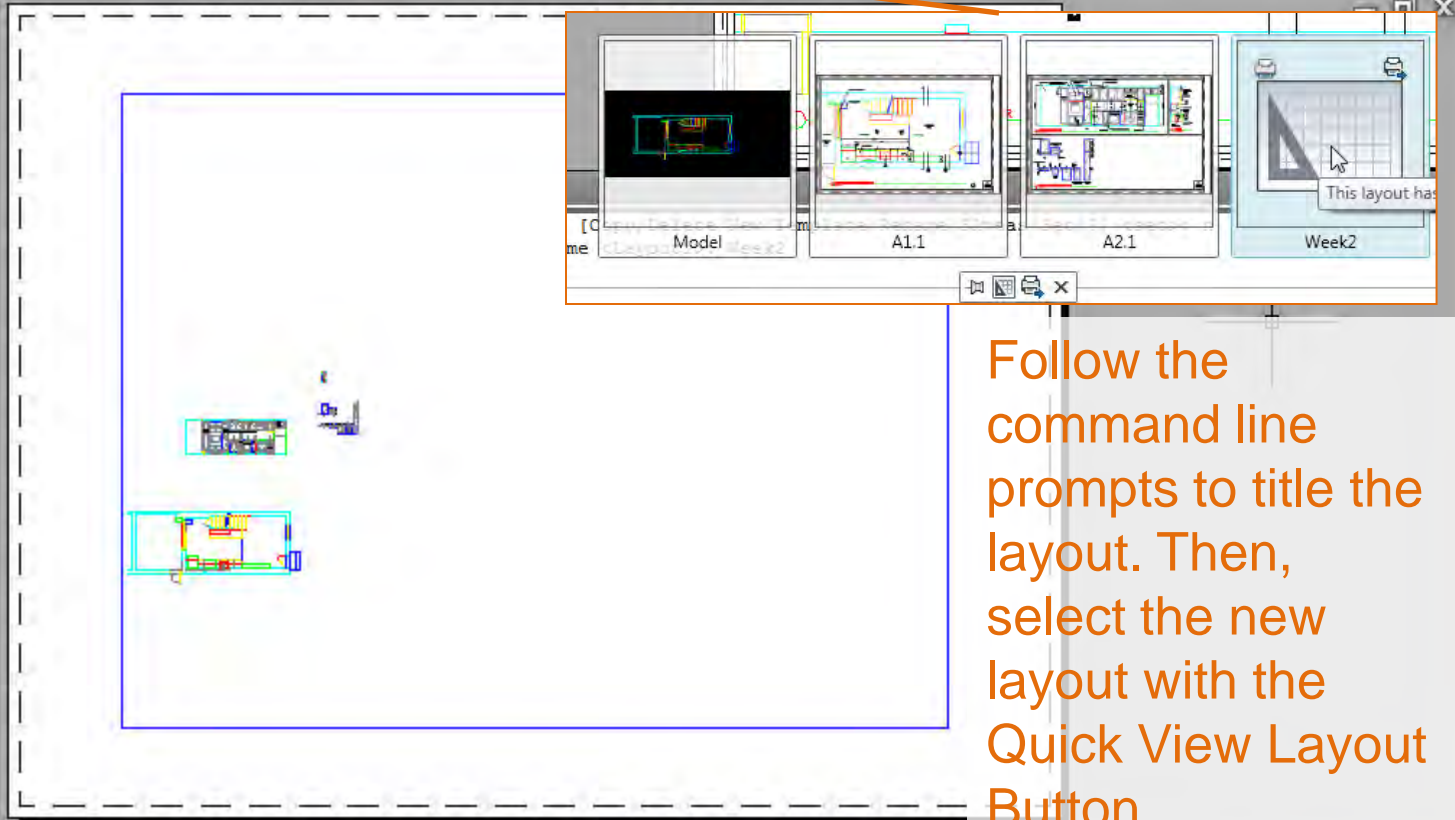 This layout has
Model
A1.1
A2.1
Week2
Follow the
command line
prompts to title the
layout. Then,
select the new
layout with the
Quick View Layout
Button